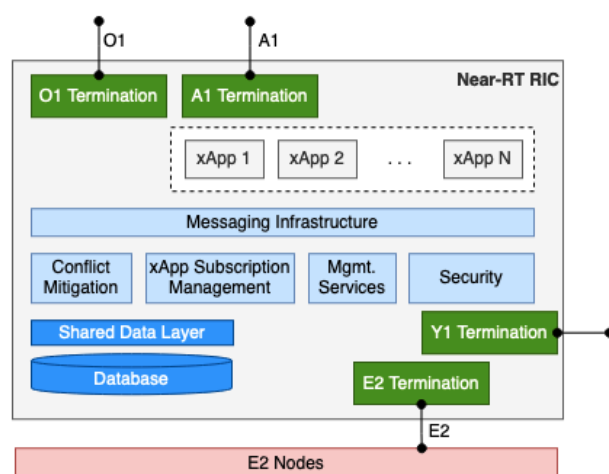 O1
A1
Near-RT RIC
O1 Termination
A1 Termination
xApp 1
xApp 2
. . .
xApp N
Messaging Infrastructure
Conflict
Mitigation
xApp Subscription
Management
Mgmt.
Services
Security
Shared Data Layer
Y1 Termination
Database
E2 Termination
E2
E2 Nodes